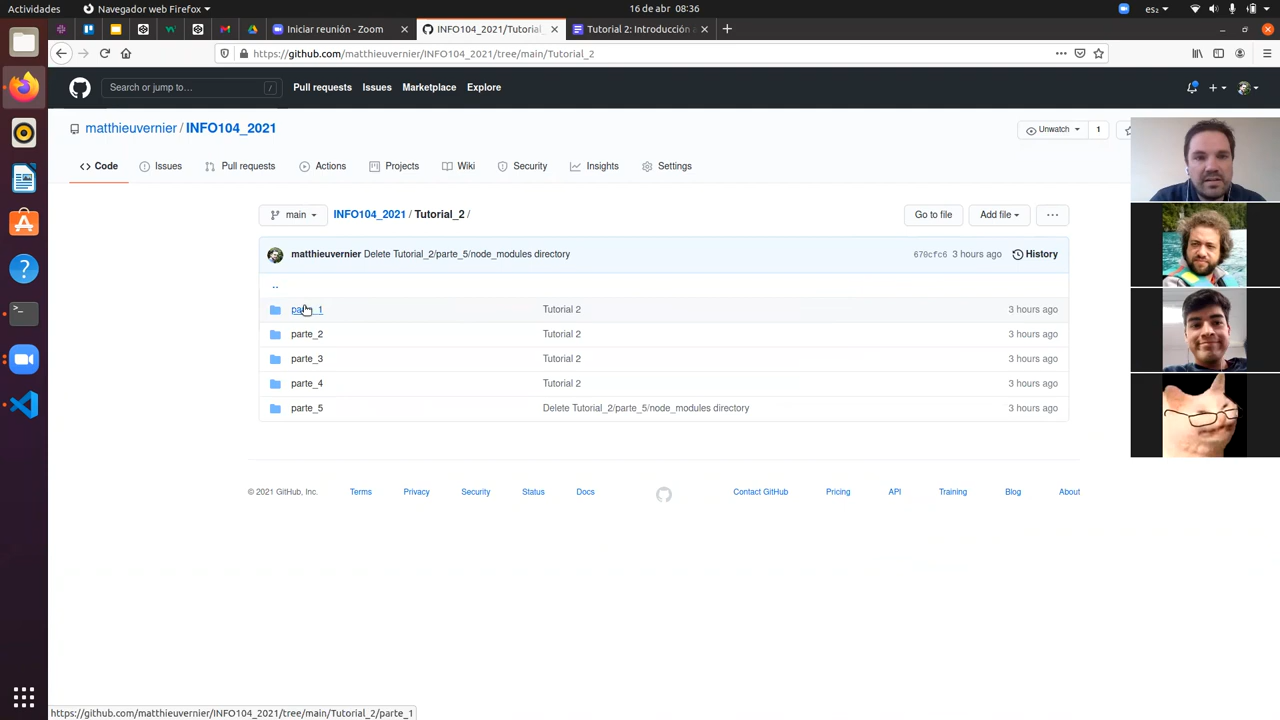 Actividades
Navegador web Firefox
16 de abr 08:36
es₂
Iniciar reunión - Zoom
INFO104_2021/Tutorial_
Tutorial 2: Introducción
https://github.com/matthieuvernier/INFO104_2021/tree/main/Tutorial_2
Search or jump to…
/
Pull requests
Issues
Marketplace
Explore
matthieuvernier / INFO104_2021
Unwatch
1
Code
Issues
Pull requests
Actions
Projects
Wiki
Security
Insights
Settings
main
INFO104_2021 / Tutorial_2 /
Go to file
Add file
matthieuvernier Delete Tutorial_2/parte_5/node_modules directory
670cfc6 3 hours ago
History
..
parte_1 Tutorial 2 3 hours ago
parte_2 Tutorial 2 3 hours ago
parte_3 Tutorial 2 3 hours ago
parte_4 Tutorial 2 3 hours ago
parte_5 Delete Tutorial_2/parte_5/node_modules directory 3 hours ago
© 2021 GitHub, Inc.
Terms
Privacy
Security
Status
Docs
Contact GitHub
Pricing
API
Training
Blog
About
https://github.com/matthieuvernier/INFO104_2021/tree/main/Tutorial_2/parte_1